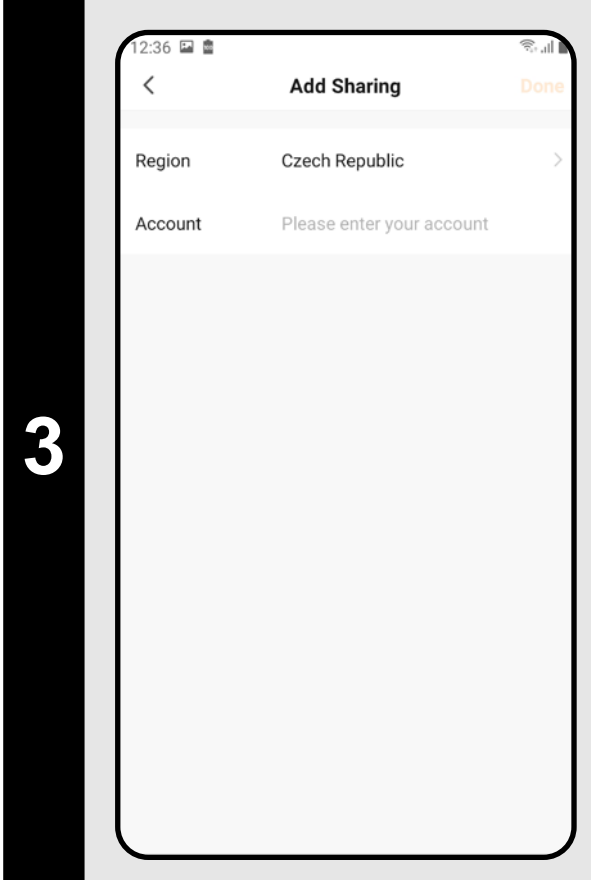 3
12:36
Add Sharing Done
Region Czech Republic
Account Please enter your account